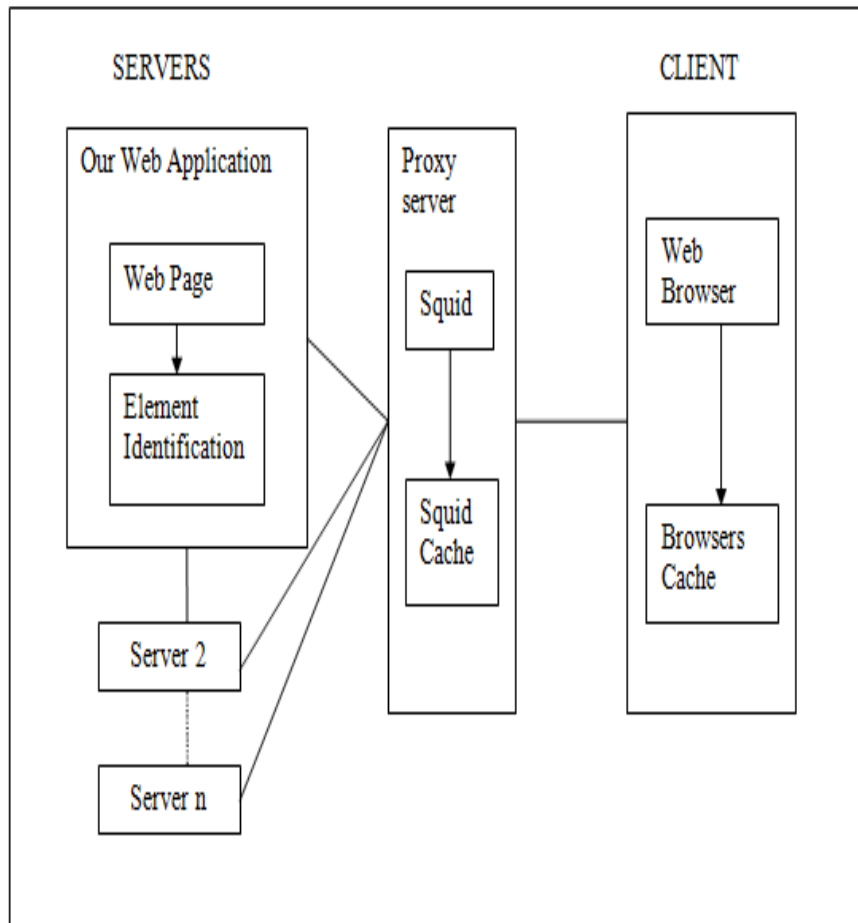 SERVERS
Our Web Application
Web Page
Element
Identification
Server 2
Server n
Proxy
server
Squid
Squid
Cache
CLIENT
Web
Browser
Browsers
Cache